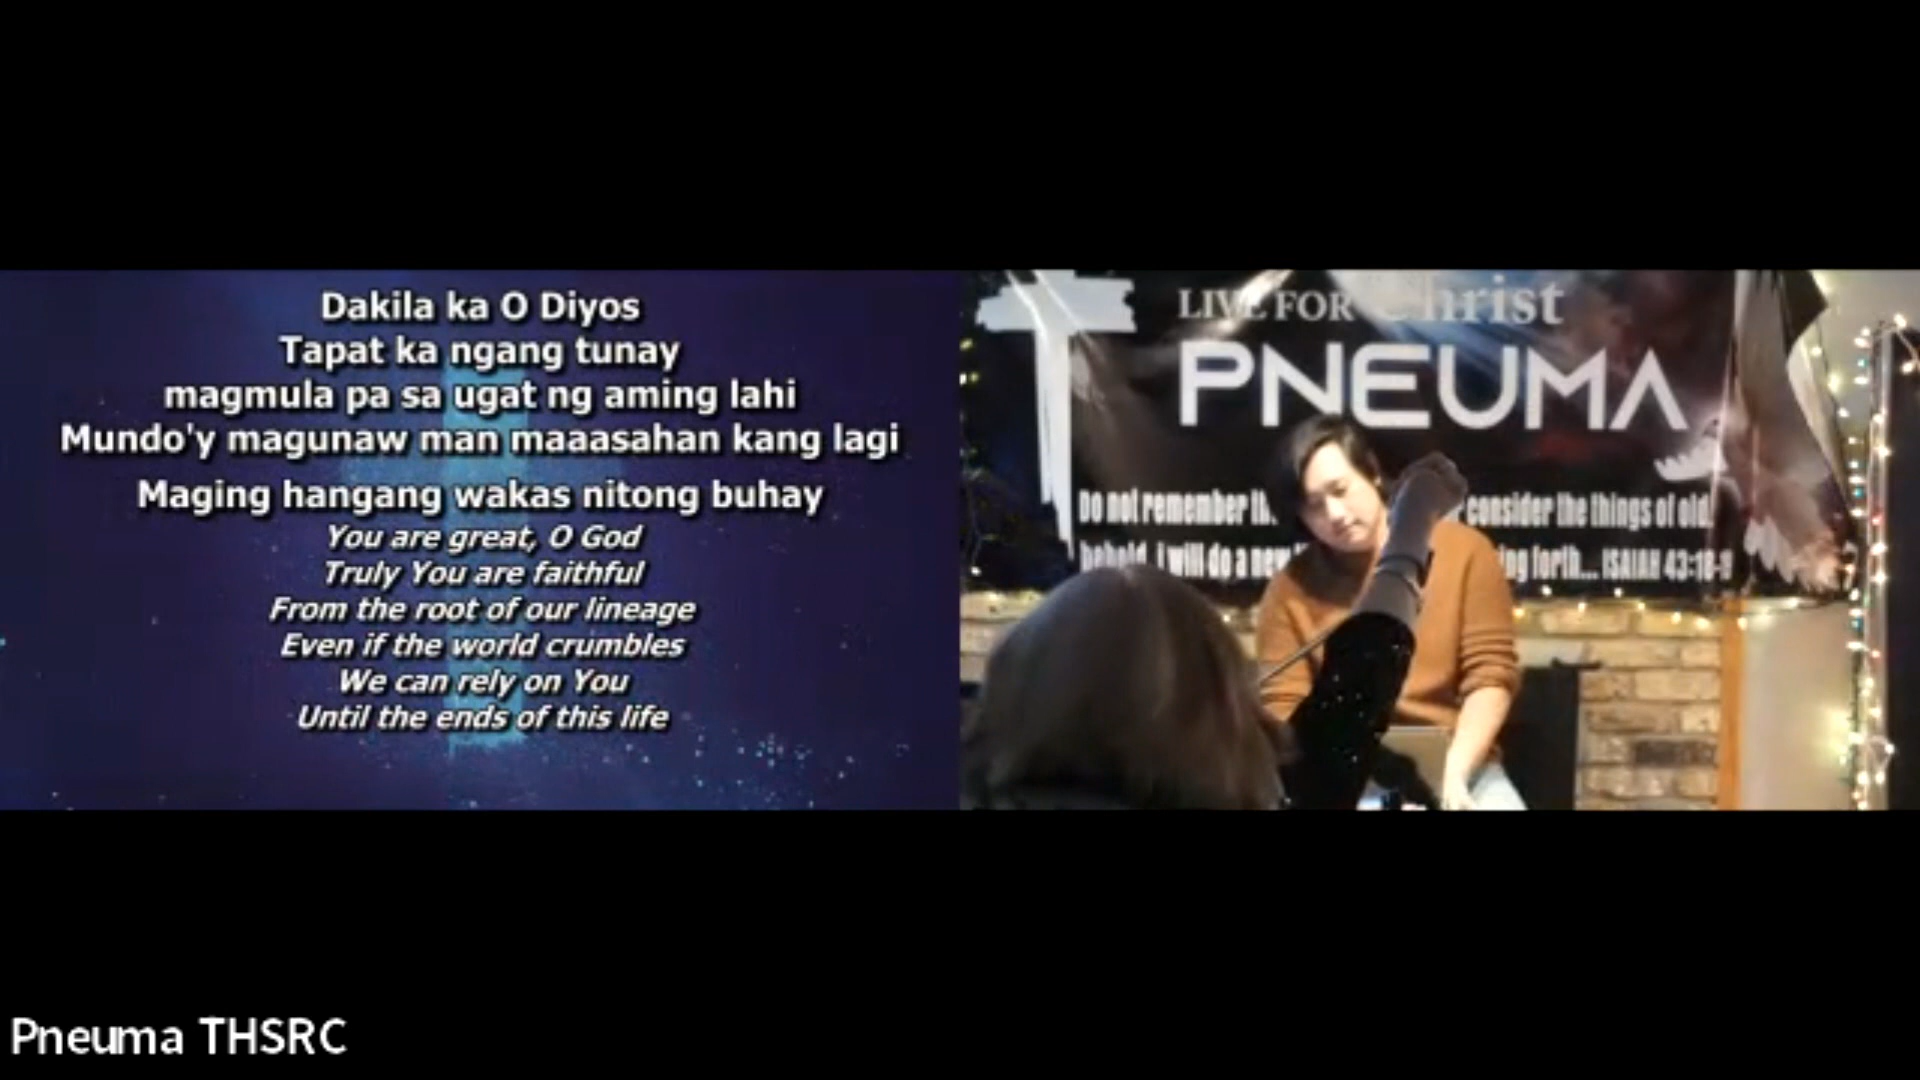 Dakila ka O Diyos
Tapat ka ngang tunay
magmula pa sa ugat ng aming lahi
Mundo'y magunaw man maaasahan kang lagi
Maging hangang wakas nitong buhay
You are great, O God
Truly You are faithful
From the root of our lineage
Even if the world crumbles
We can rely on You
Until the ends of this life
LIVE FOR Christ
PNEUMA
Do not remember consider the things of old,
behold, I will do a new forth... ISAIAH 43:18-
Pneuma THSRC